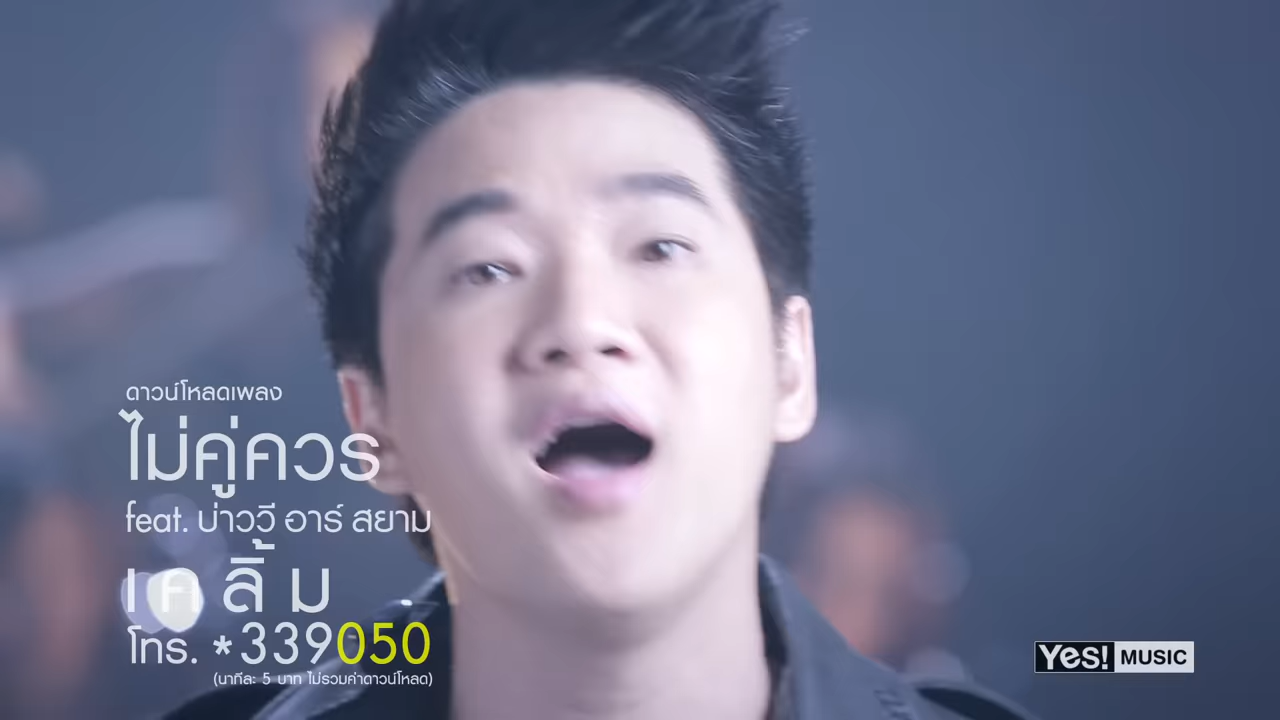 ดาวน์โหลดเพลง
ไม่คู่ควร
feat. บ่าววี อาร์ สยาม
เคลิ้ม
โทร. *339050
(นาทีละ 5 บาท ไม่รวมค่าดาวน์โหลด)
Yes! MUSIC